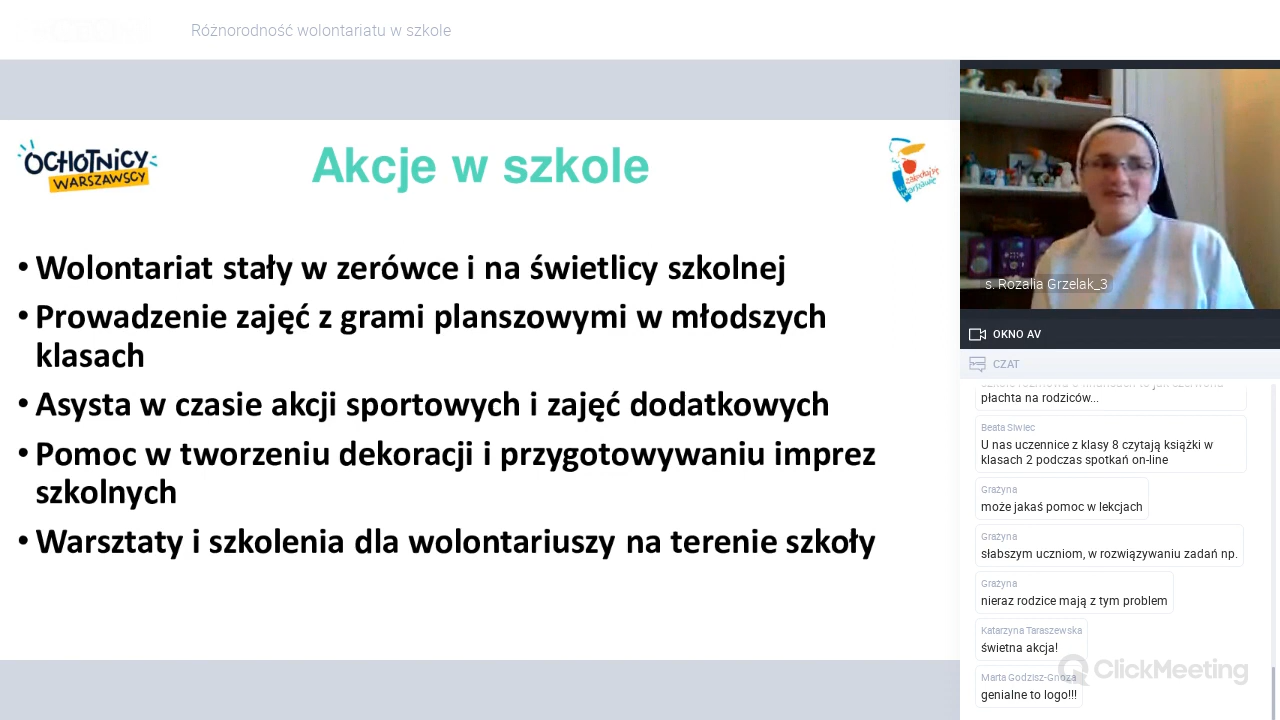 Różnorodność wolontariatu w szkole
OCHOTNICY
WARSZAWSCY
Akcje w szkole
zakochaj się
w warszawie
• Wolontariat stały w zerówce i na świetlicy szkolnej
• Prowadzenie zajęć z grami planszowymi w młodszych
klasach
• Asysta w czasie akcji sportowych i zajęć dodatkowych
• Pomoc w tworzeniu dekoracji i przygotowywaniu imprez
szkolnych
• Warsztaty i szkolenia dla wolontariuszy na terenie szkoły
s. Rozalia Grzelak_3
OKNO AV
CZAT
płachta na rodziców...
Beata Siwiec
U nas uczennice z klasy 8 czytają książki w
klasach 2 podczas spotkań on-line
Grażyna
może jakaś pomoc w lekcjach
Grażyna
słabszym uczniom, w rozwiązywaniu zadań np.
Grażyna
nieraz rodzice mają z tym problem
Katarzyna Taraszewska
świetna akcja!
Marta Godzisz-Gnoza
genialne to logo!!!
ClickMeeting